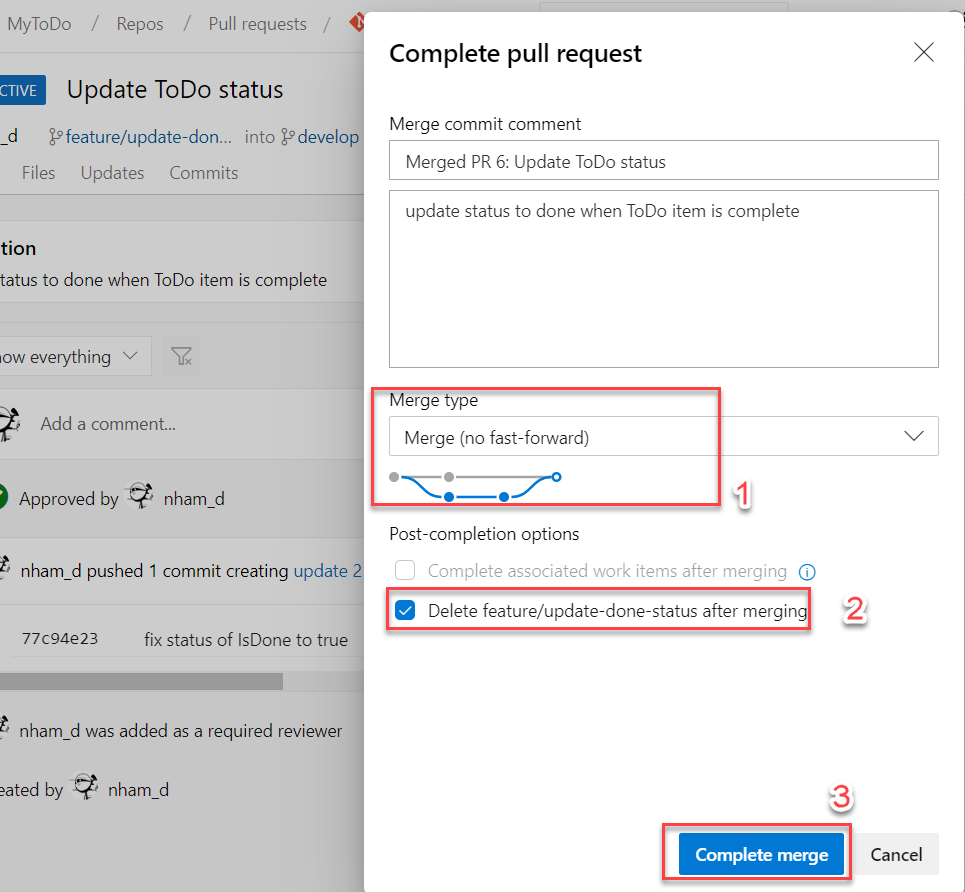 MyToDo / Repos / Pull requests /
CTIVE Update ToDo status
_d feature/update-don... into develop
Files Updates Commits
tion
tatus to done when ToDo item is complete
now everything
Add a comment...
Approved by nham_d
nham_d pushed 1 commit creating update 2
77c94e23 fix status of IsDone to true
nham_d was added as a required reviewer
eated by nham_d
Complete pull request
Merge commit comment
Merged PR 6: Update ToDo status
update status to done when ToDo item is complete
Merge type
Merge (no fast-forward)
1
Post-completion options
Complete associated work items after merging
Delete feature/update-done-status after merging
2
3
Complete merge
Cancel